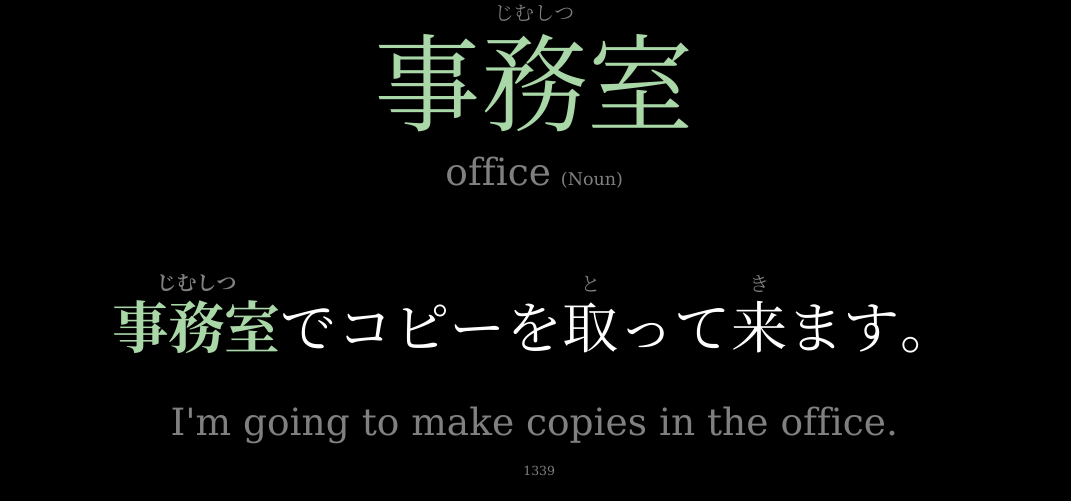 じむしつ
事務室
office (Noun)
じむしつ と き
事務室でコピーを取って来ます。
I'm going to make copies in the office.
1339